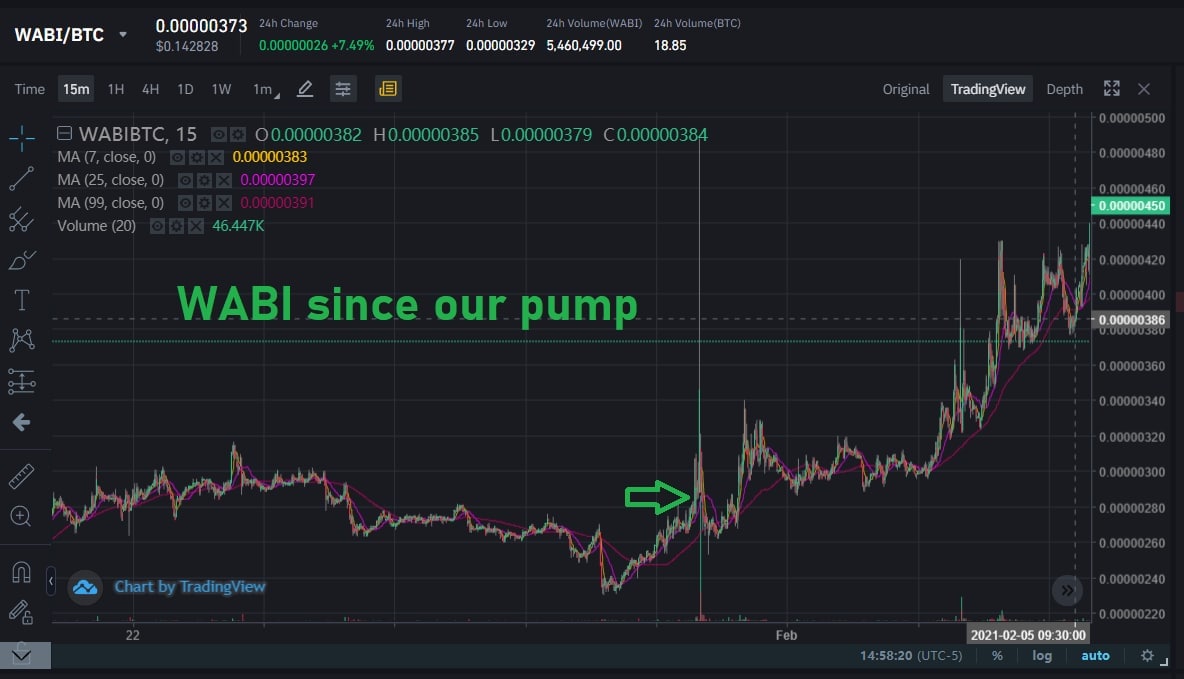 WABI/BTC
0.00000373
$0.142828
24h Change
0.00000026 +7.49%
24h High
0.00000377
24h Low
0.00000329
24h Volume(WABI)
5,460,499.00
24h Volume(BTC)
18.85
Time 15m 1H 4H 1D 1W 1m Original TradingView Depth
WABIBTC, 15 O0.00000382 H0.00000385 L0.00000379 C0.00000384
MA (7, close, 0) 0.00000383
MA (25, close, 0) 0.00000397
MA (99, close, 0) 0.00000391
Volume (20) 46.447K
WABI since our pump
0.00000500
0.00000480
0.00000460
0.00000450
0.00000440
0.00000420
0.00000400
0.00000386
0.00000380
0.00000360
0.00000340
0.00000320
0.00000300
0.00000280
0.00000260
0.00000240
0.00000220
Chart by TradingView
22 Feb 2021-02-05 09:30:00
14:58:20 (UTC-5) % log auto